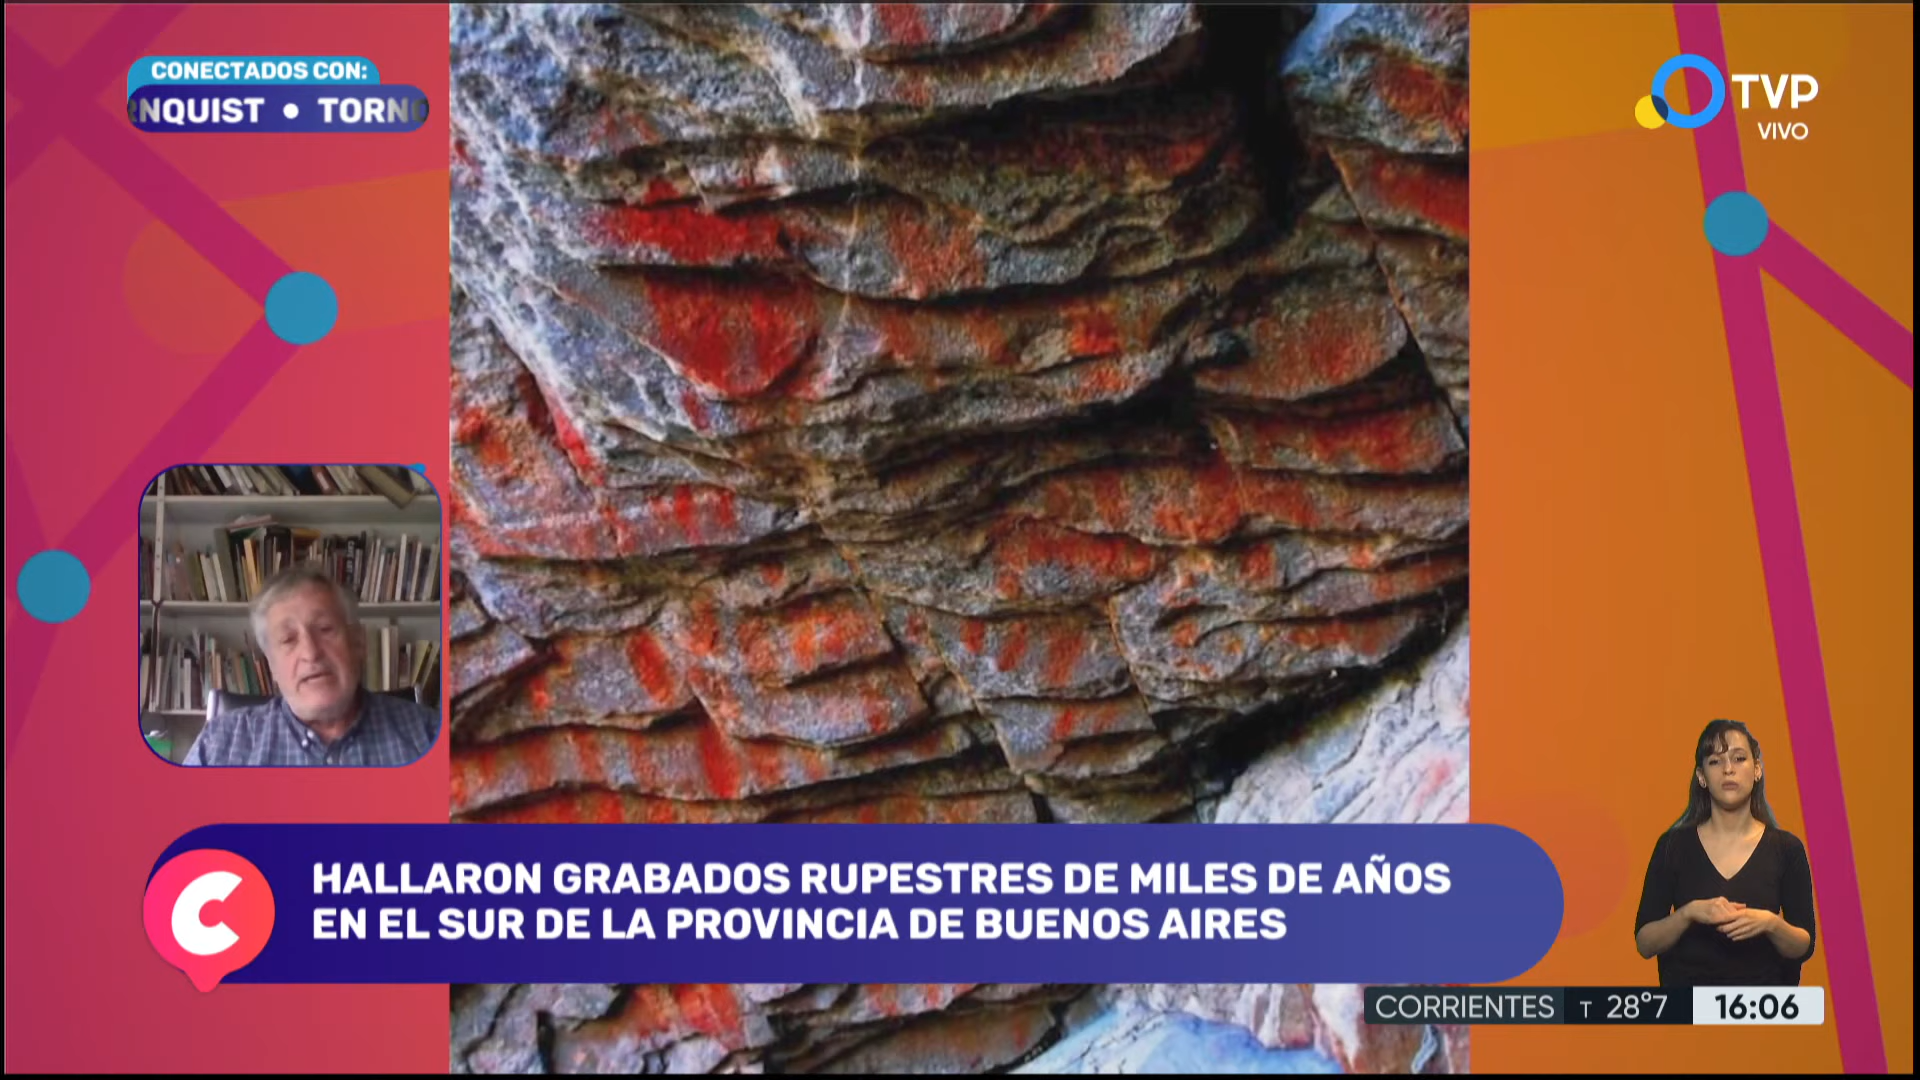 CONECTADOS CON:
RNQUIST • TORN
TVP
VIVO
HALLARON GRABADOS RUPESTRES DE MILES DE AÑOS
EN EL SUR DE LA PROVINCIA DE BUENOS AIRES
CORRIENTES T 28°7 16:06